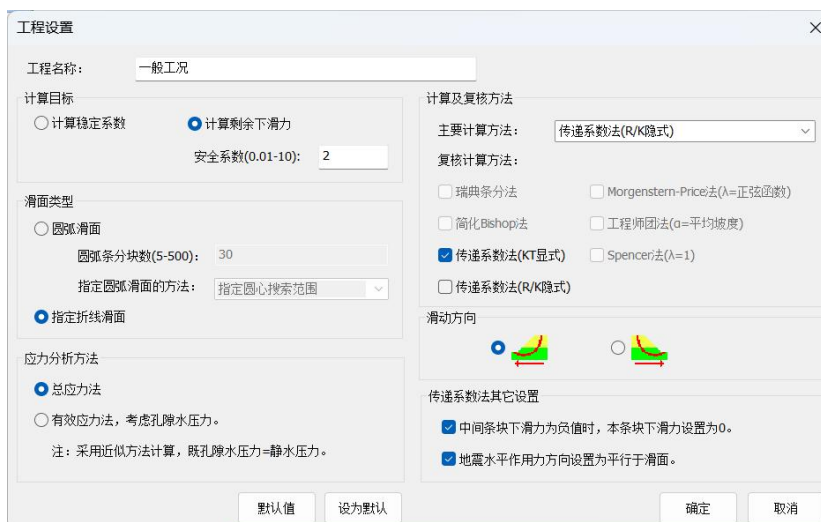 工程设置
工程名称： 一般工况
计算目标
计算稳定系数 计算剩余下滑力
安全系数(0.01-10)： 2
滑面类型
圆弧滑面
圆弧条分块数(5-500)： 30
指定圆弧滑面的方法： 指定圆心搜索范围
指定折线滑面
应力分析方法
总应力法
有效应力法，考虑孔隙水压力。
注：采用近似方法计算，既孔隙水压力=静水压力。
默认值 设为默认
计算及复核方法
主要计算方法： 传递系数法(R/K隐式)
复核计算方法：
瑞典条分法 Morgenstern-Price法(λ=正弦函数)
简化Bishop法 工程师团法(α=平均坡度)
传递系数法(KT显式) Spencer法(λ=1)
传递系数法(R/K隐式)
滑动方向
传递系数法其它设置
中间条块下滑力为负值时，本条块下滑力设置为0。
地震水平作用力方向设置为平行于滑面。
确定 取消